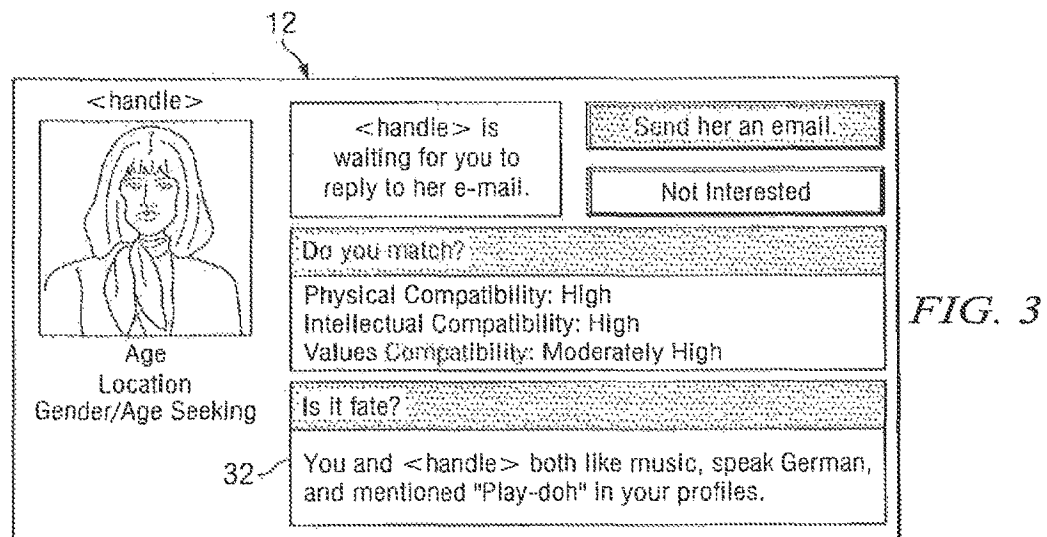 12
<handle>
<handle> is
waiting for you to
reply to her e-mail.
Send her an email.
Not Interested
Do you match?
Physical Compatibility: High
Intellectual Compatibility: High
Values Compatibility: Moderately High
FIG. 3
Age
Location
Gender/Age Seeking
Is it fate?
32
You and <handle> both like music, speak German,
and mentioned "Play-doh" in your profiles.